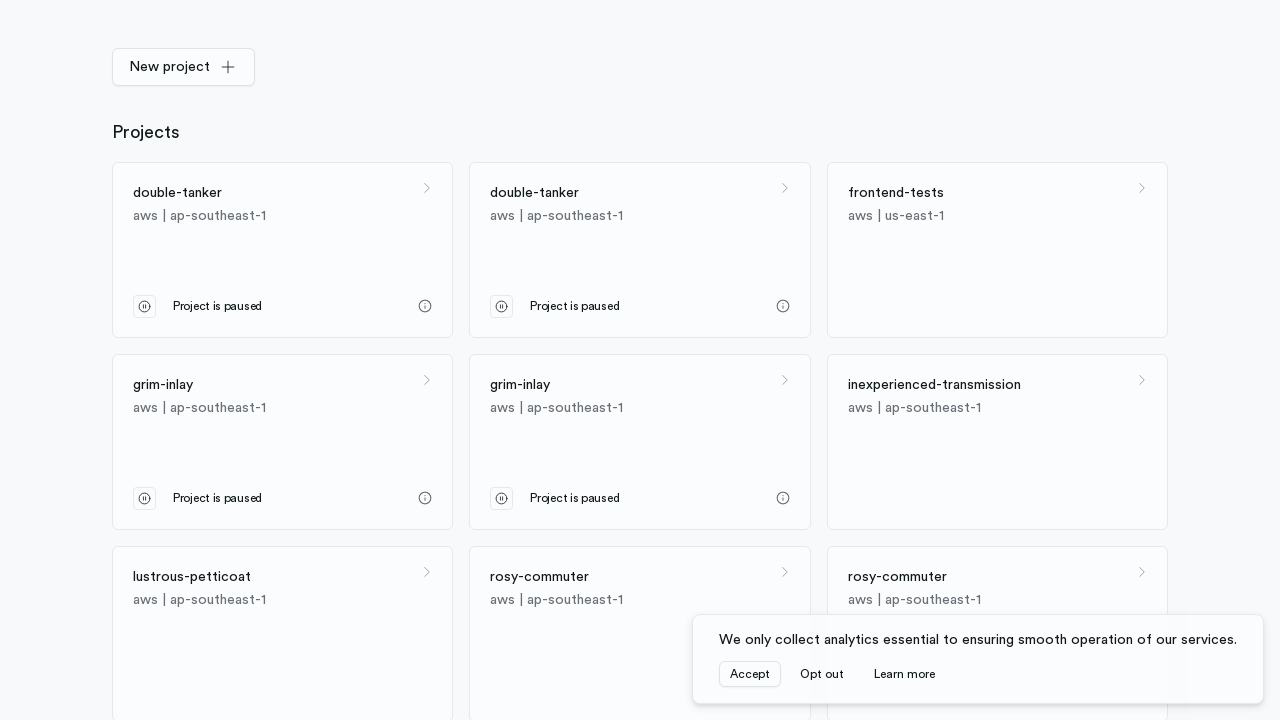 New project
Projects
double-tanker
aws | ap-southeast-1
Project is paused
double-tanker
aws | ap-southeast-1
Project is paused
frontend-tests
aws | us-east-1
grim-inlay
aws | ap-southeast-1
Project is paused
grim-inlay
aws | ap-southeast-1
Project is paused
inexperienced-transmission
aws | ap-southeast-1
lustrous-petticoat
aws | ap-southeast-1
rosy-commuter
aws | ap-southeast-1
rosy-commuter
aws | ap-southeast-1
We only collect analytics essential to ensuring smooth operation of our services.
Accept Opt out Learn more